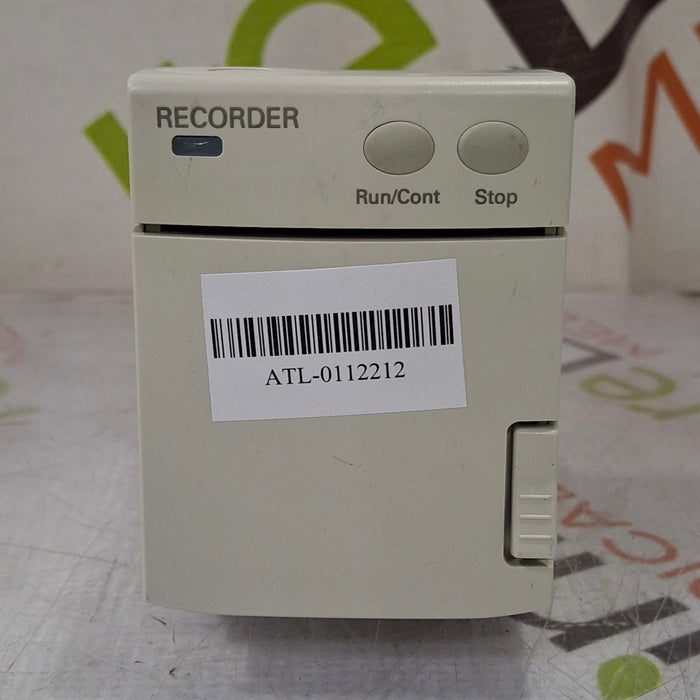 RECORDER
Run/Cont
Stop
ATL-0112212